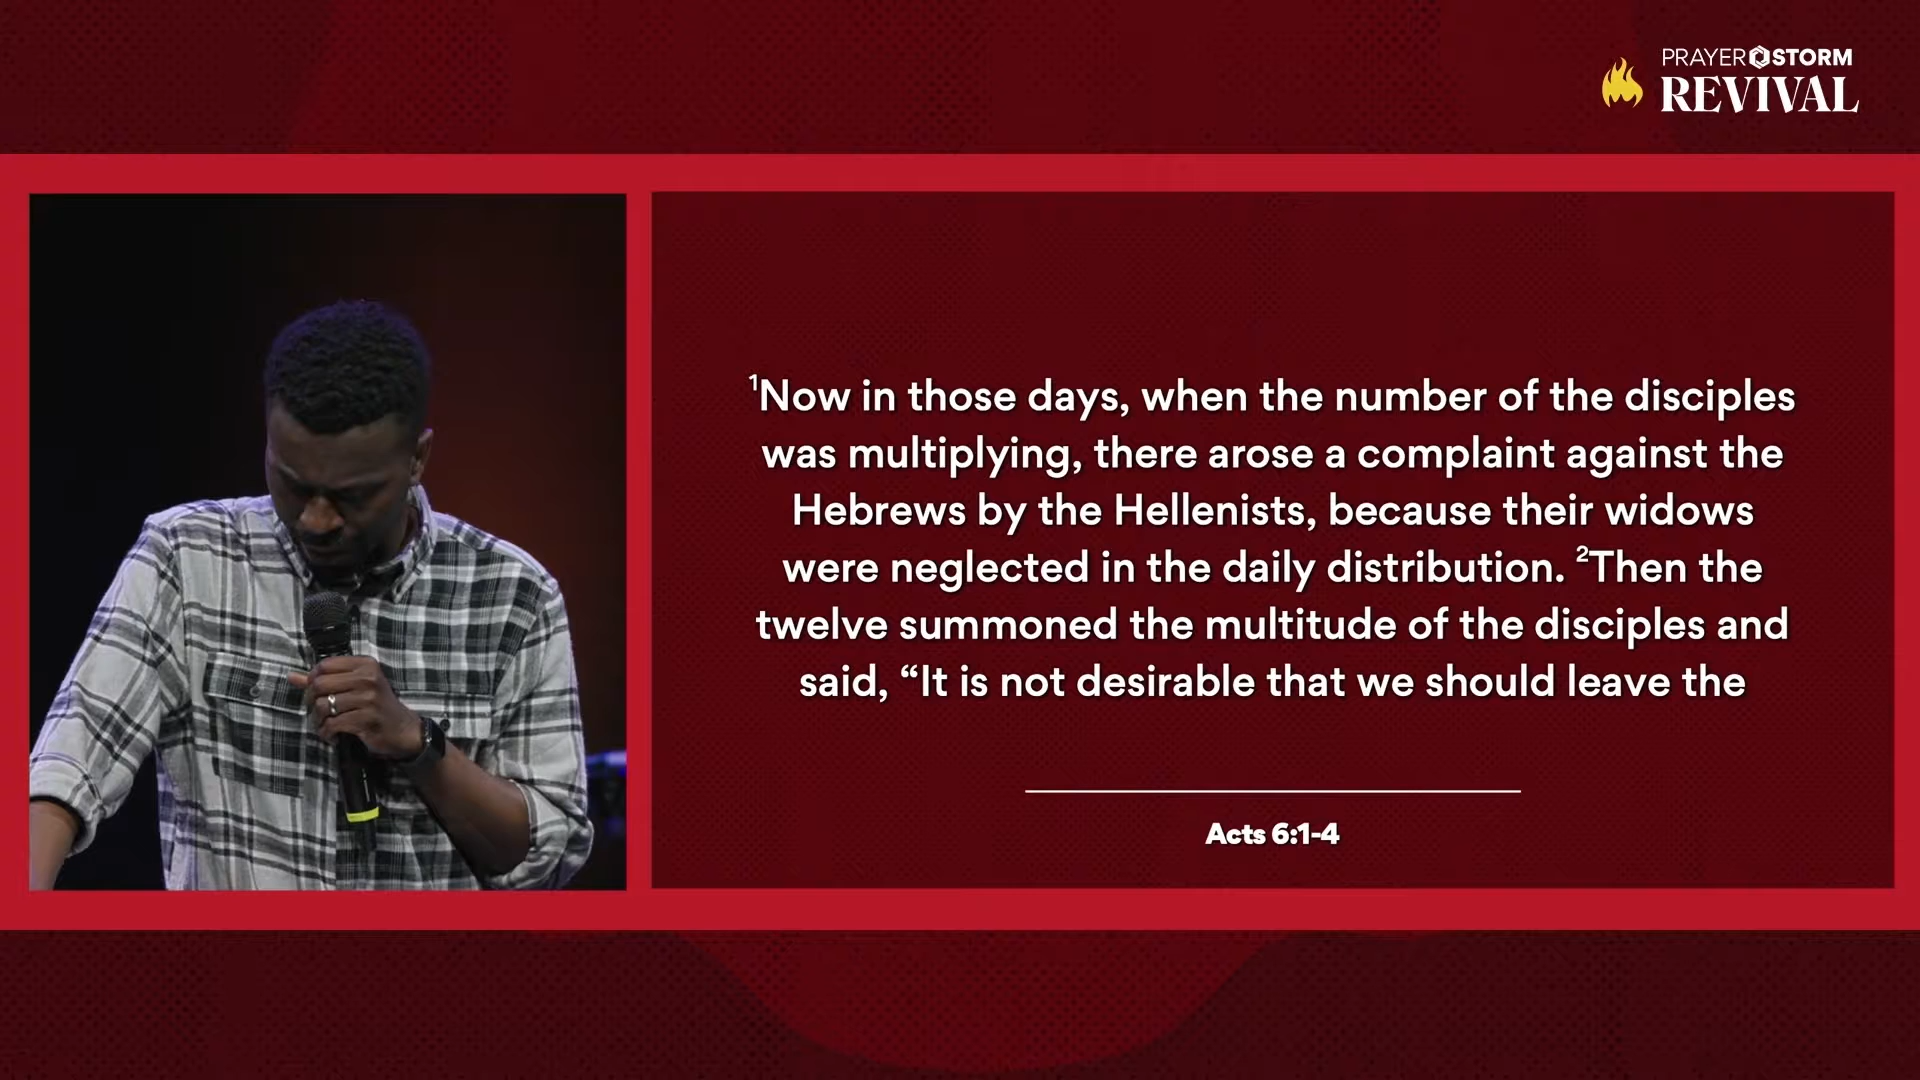 PRAYER STORM
REVIVAL
¹Now in those days, when the number of the disciples
was multiplying, there arose a complaint against the
Hebrews by the Hellenists, because their widows
were neglected in the daily distribution. ²Then the
twelve summoned the multitude of the disciples and
said, “It is not desirable that we should leave the
Acts 6:1-4